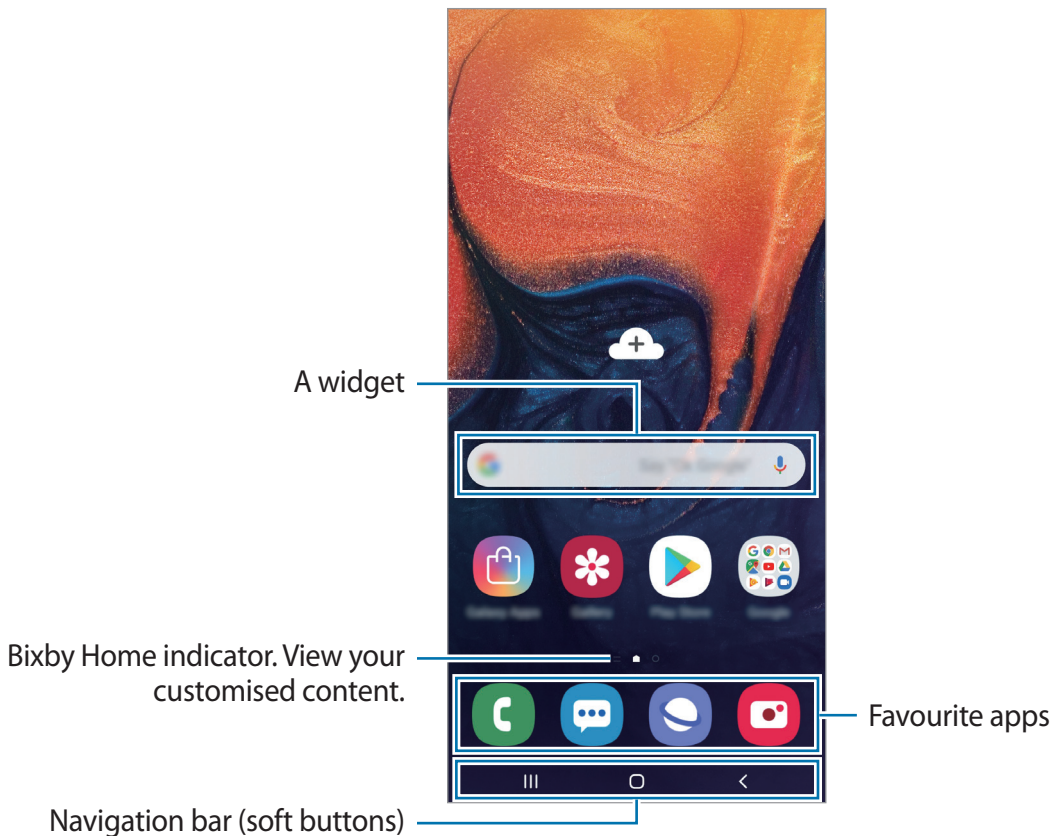 A widget
Bixby Home indicator. View your
customised content.
Favourite apps
Navigation bar (soft buttons)